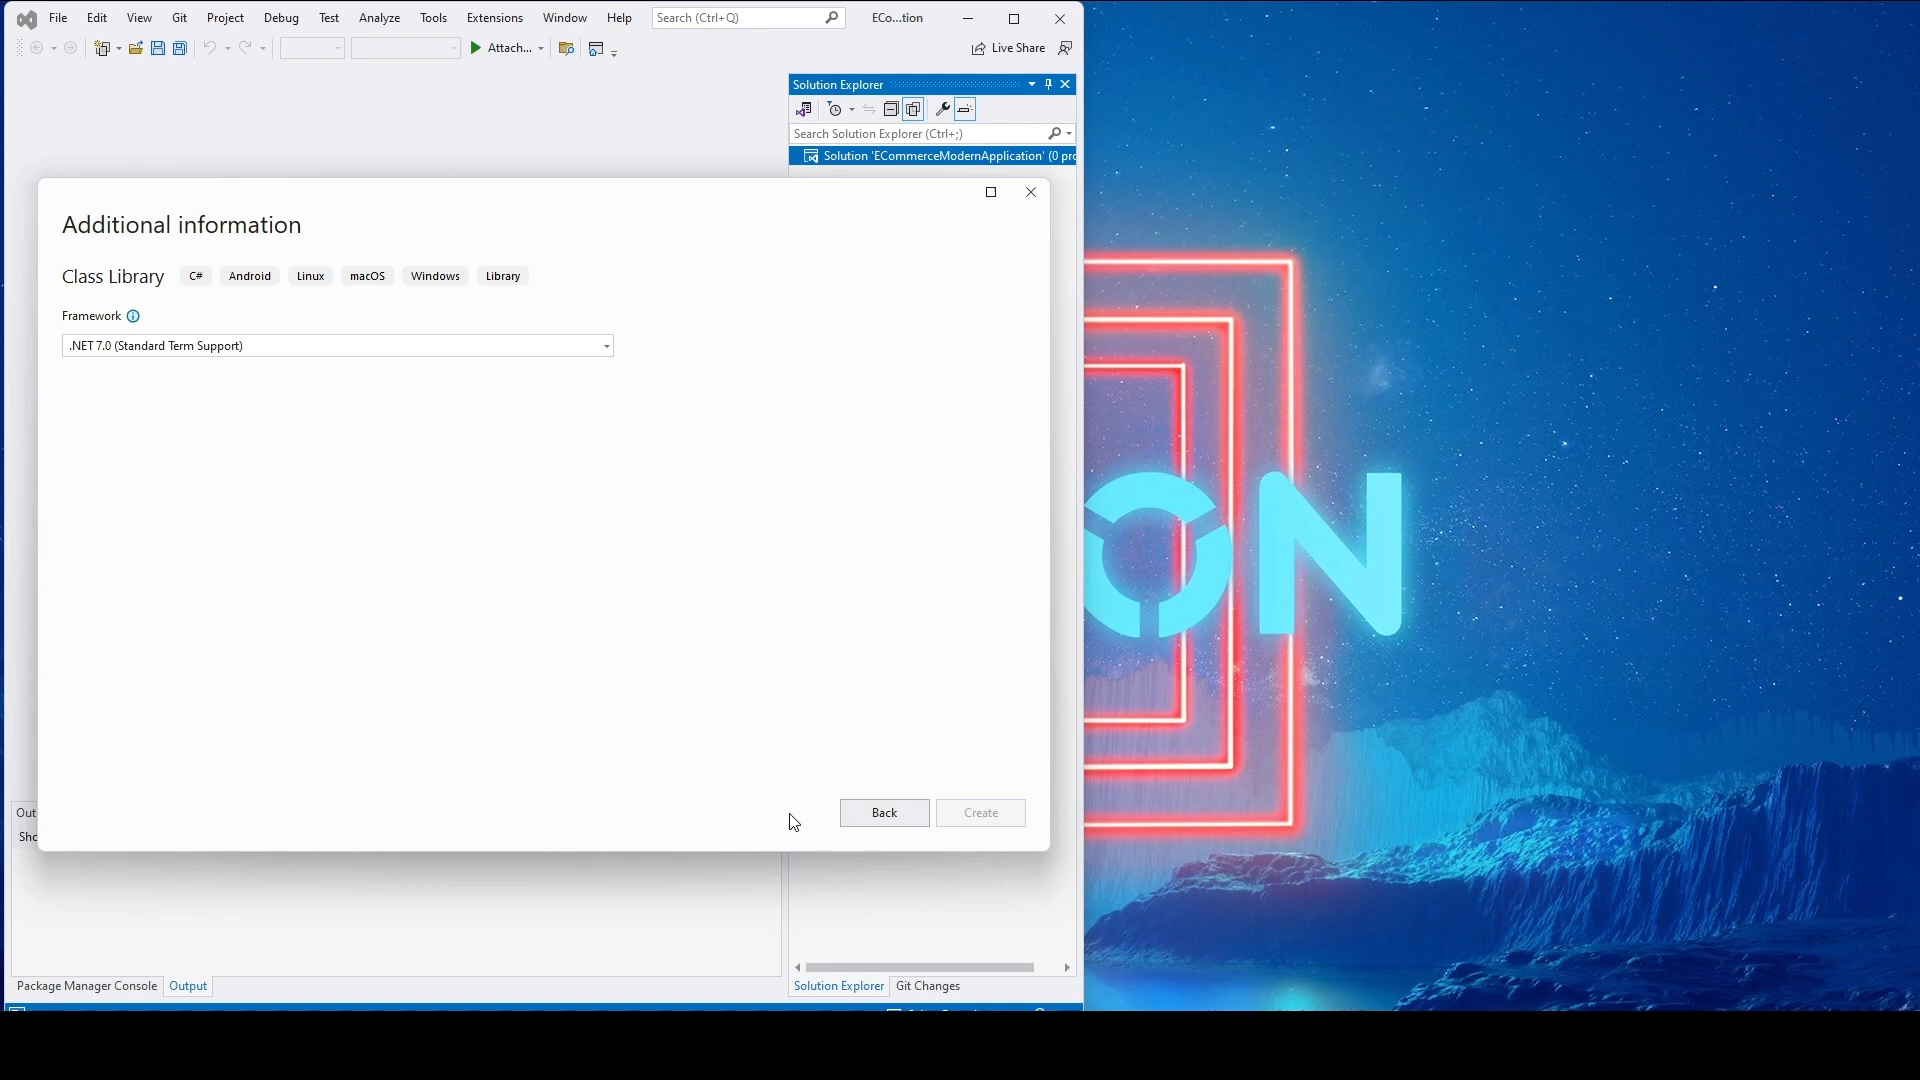 File Edit View Git Project Debug Test Analyze Tools Extensions Window Help Search (Ctrl+Q) ECo...tion
Attach... Live Share
Solution Explorer
Search Solution Explorer (Ctrl+;)
Solution 'ECommerceModernApplication' (0 pro
Additional information
Class Library C# Android Linux macOS Windows Library
Framework
.NET 7.0 (Standard Term Support)
ON
Back Create
Out
Sho
Package Manager Console Output Solution Explorer Git Changes